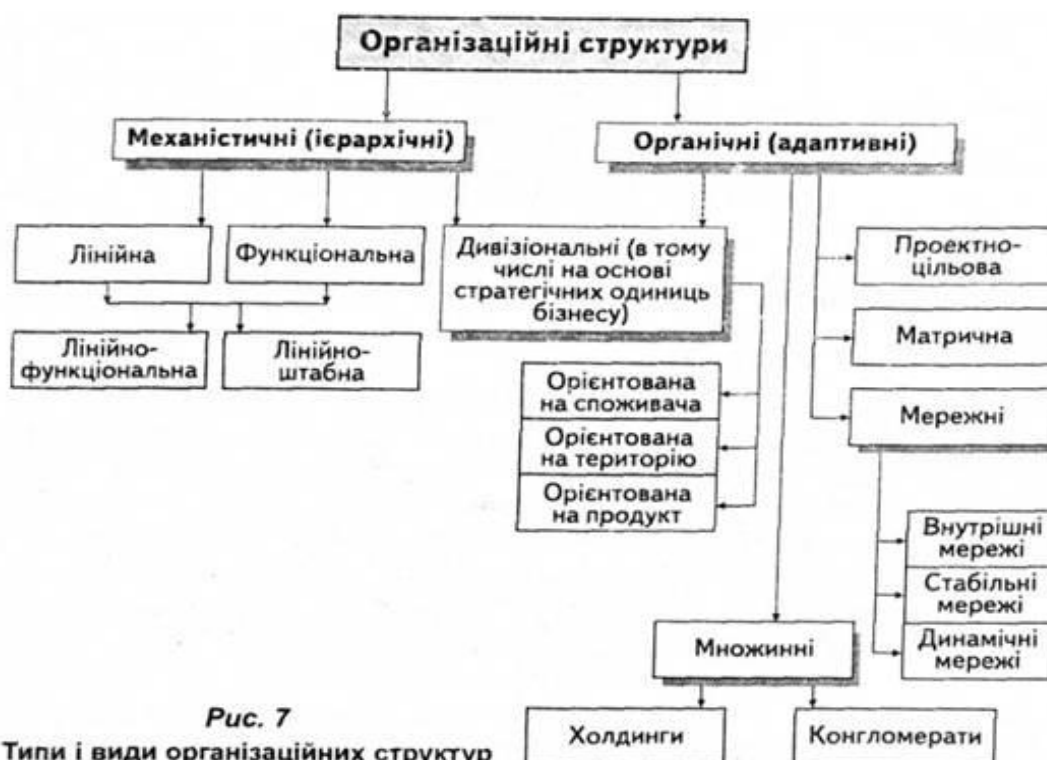 Організаційні структури
Механістичні (ієрархічні)
Органічні (адаптивні)
Лінійна
Функціональна
Дивізіональні (в тому
числі на основі
стратегічних одиниць
бізнесу)
Проектно-
цільова
Лінійно-
функціональна
Лінійно-
штабна
Матрична
Орієнтована
на споживача
Орієнтована
на територію
Орієнтована
на продукт
Мережні
Внутрішні
мережі
Стабільні
мережі
Динамічні
мережі
Множинні
Холдинги
Конгломерати
Рис. 7
Типи і види організаційних структур